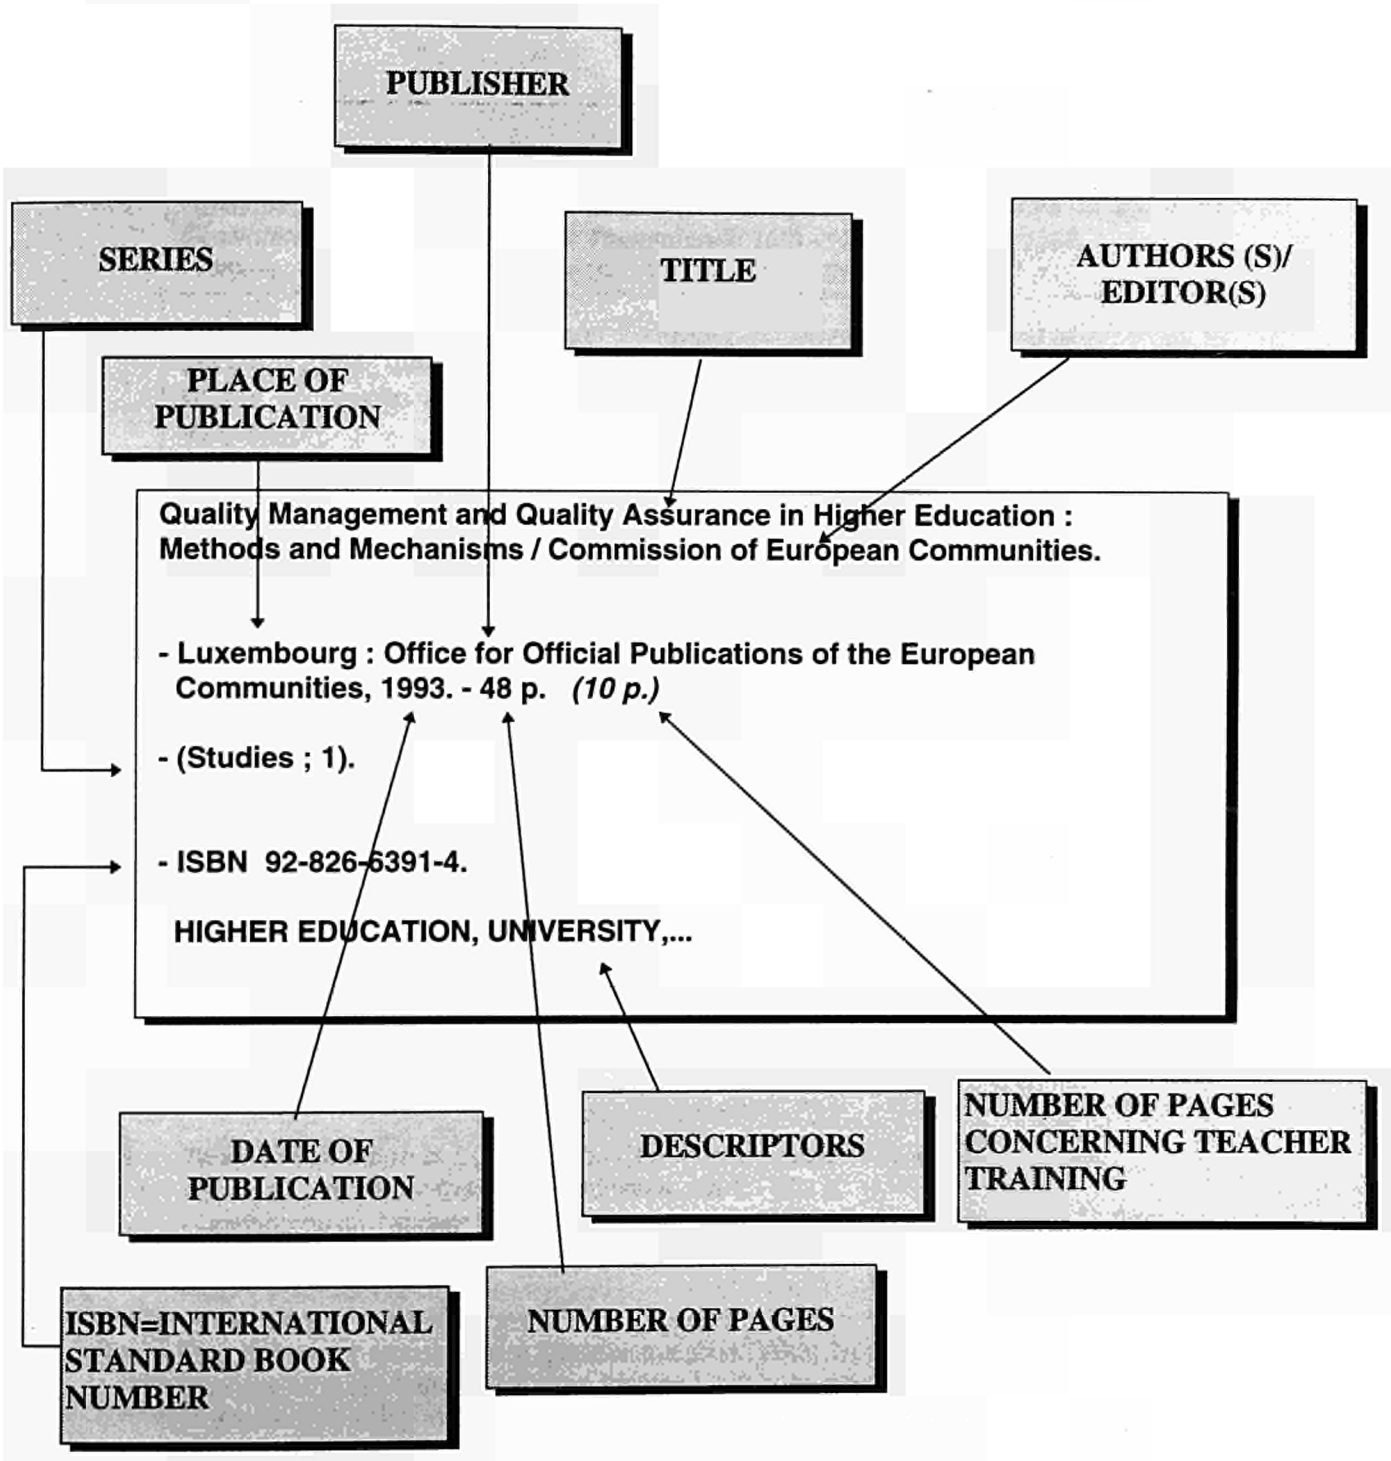 PUBLISHER
SERIES
TITLE
AUTHORS (S)/
EDITOR(S)
PLACE OF
PUBLICATION
Quality Management and Quality Assurance in Higher Education :
Methods and Mechanisms / Commission of European Communities.
- Luxembourg : Office for Official Publications of the European
Communities, 1993. - 48 p. (10 p.)
- (Studies ; 1).
- ISBN 92-826-6391-4.
HIGHER EDUCATION, UNIVERSITY,...
DATE OF
PUBLICATION
DESCRIPTORS
NUMBER OF PAGES
CONCERNING TEACHER
TRAINING
ISBN=INTERNATIONAL
STANDARD BOOK
NUMBER
NUMBER OF PAGES